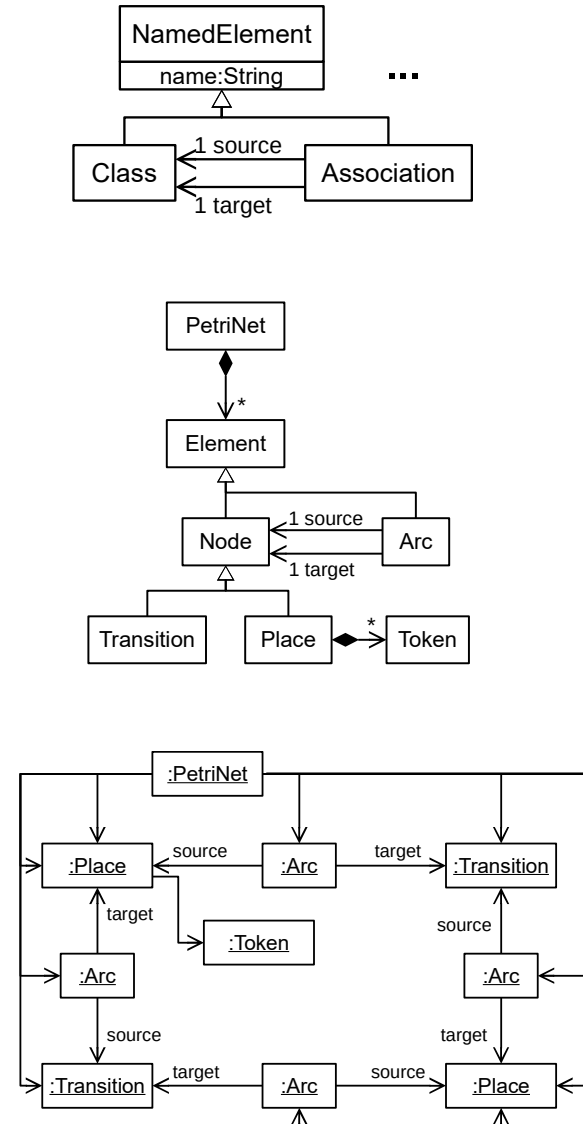 NamedElement
name:String
...
1 source
Class
Association
1 target
PetriNet
*
Element
1 source
Node
Arc
1 target
*
Transition
Place
Token
:PetriNet
source
target
:Place
:Arc
:Transition
target
source
:Token
:Arc
:Arc
source
target
target
source
:Transition
:Arc
:Place